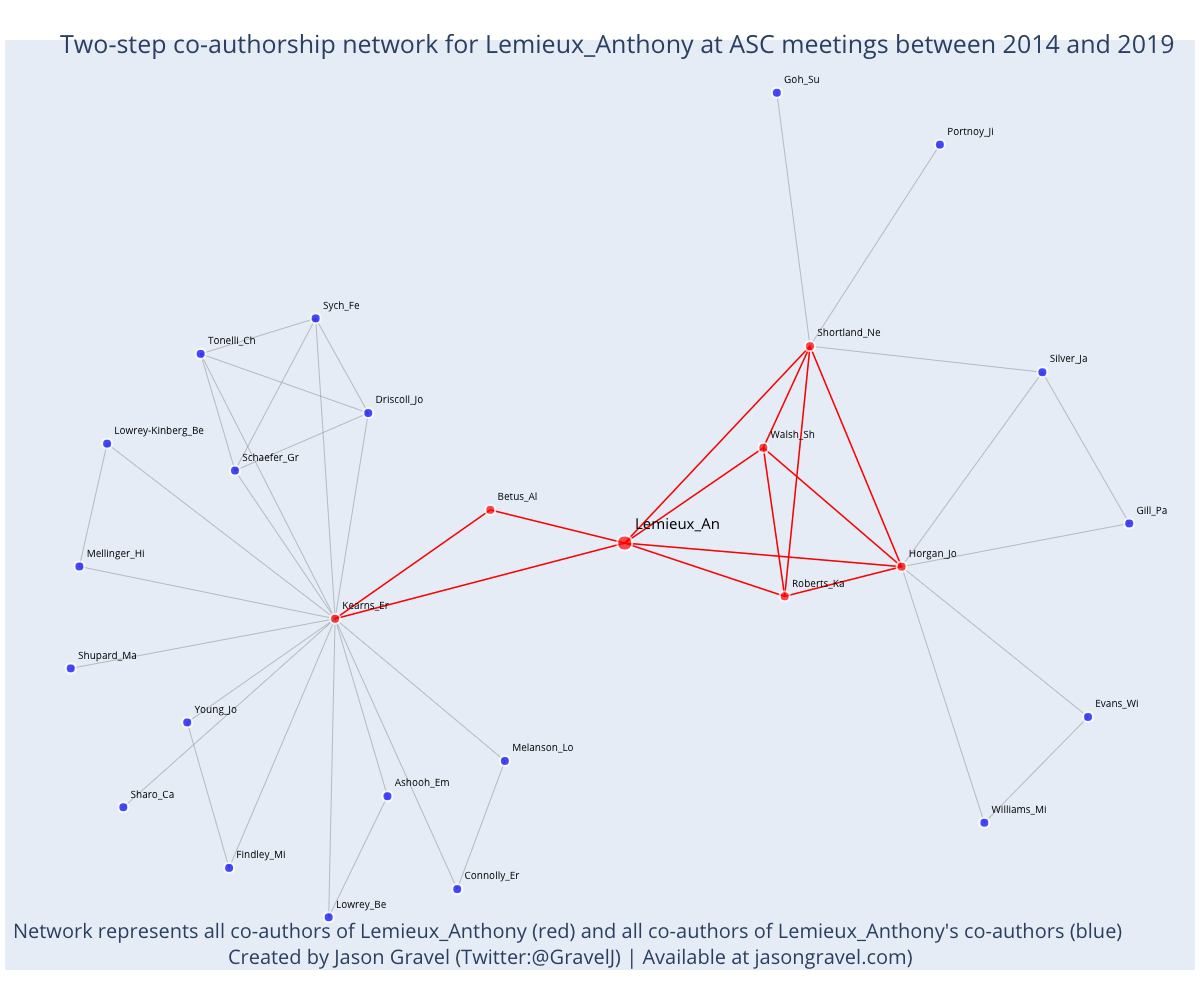 Two-step co-authorship network for Lemieux_Anthony at ASC meetings between 2014 and 2019
Goh_Su
Portnoy_Ji
Sych_Fe
Shortland_Ne
Tonelli_Ch
Silver_Ja
Driscoll_Jo
Lowrey-Kinberg_Be
Walsh_Sh
Schaefer_Gr
Betus_Al
Gill_Pa
Lemieux_An
Mellinger_Hi
Horgan_Jo
Roberts_Ka
Kearns_Er
Shupard_Ma
Evans_Wi
Young_Jo
Melanson_Lo
Ashooh_Em
Sharo_Ca
Williams_Mi
Findley_Mi
Connolly_Er
Lowrey_Be
Network represents all co-authors of Lemieux_Anthony (red) and all co-authors of Lemieux_Anthony's co-authors (blue)
Created by Jason Gravel (Twitter:@GravelJ) | Available at jasongravel.com)